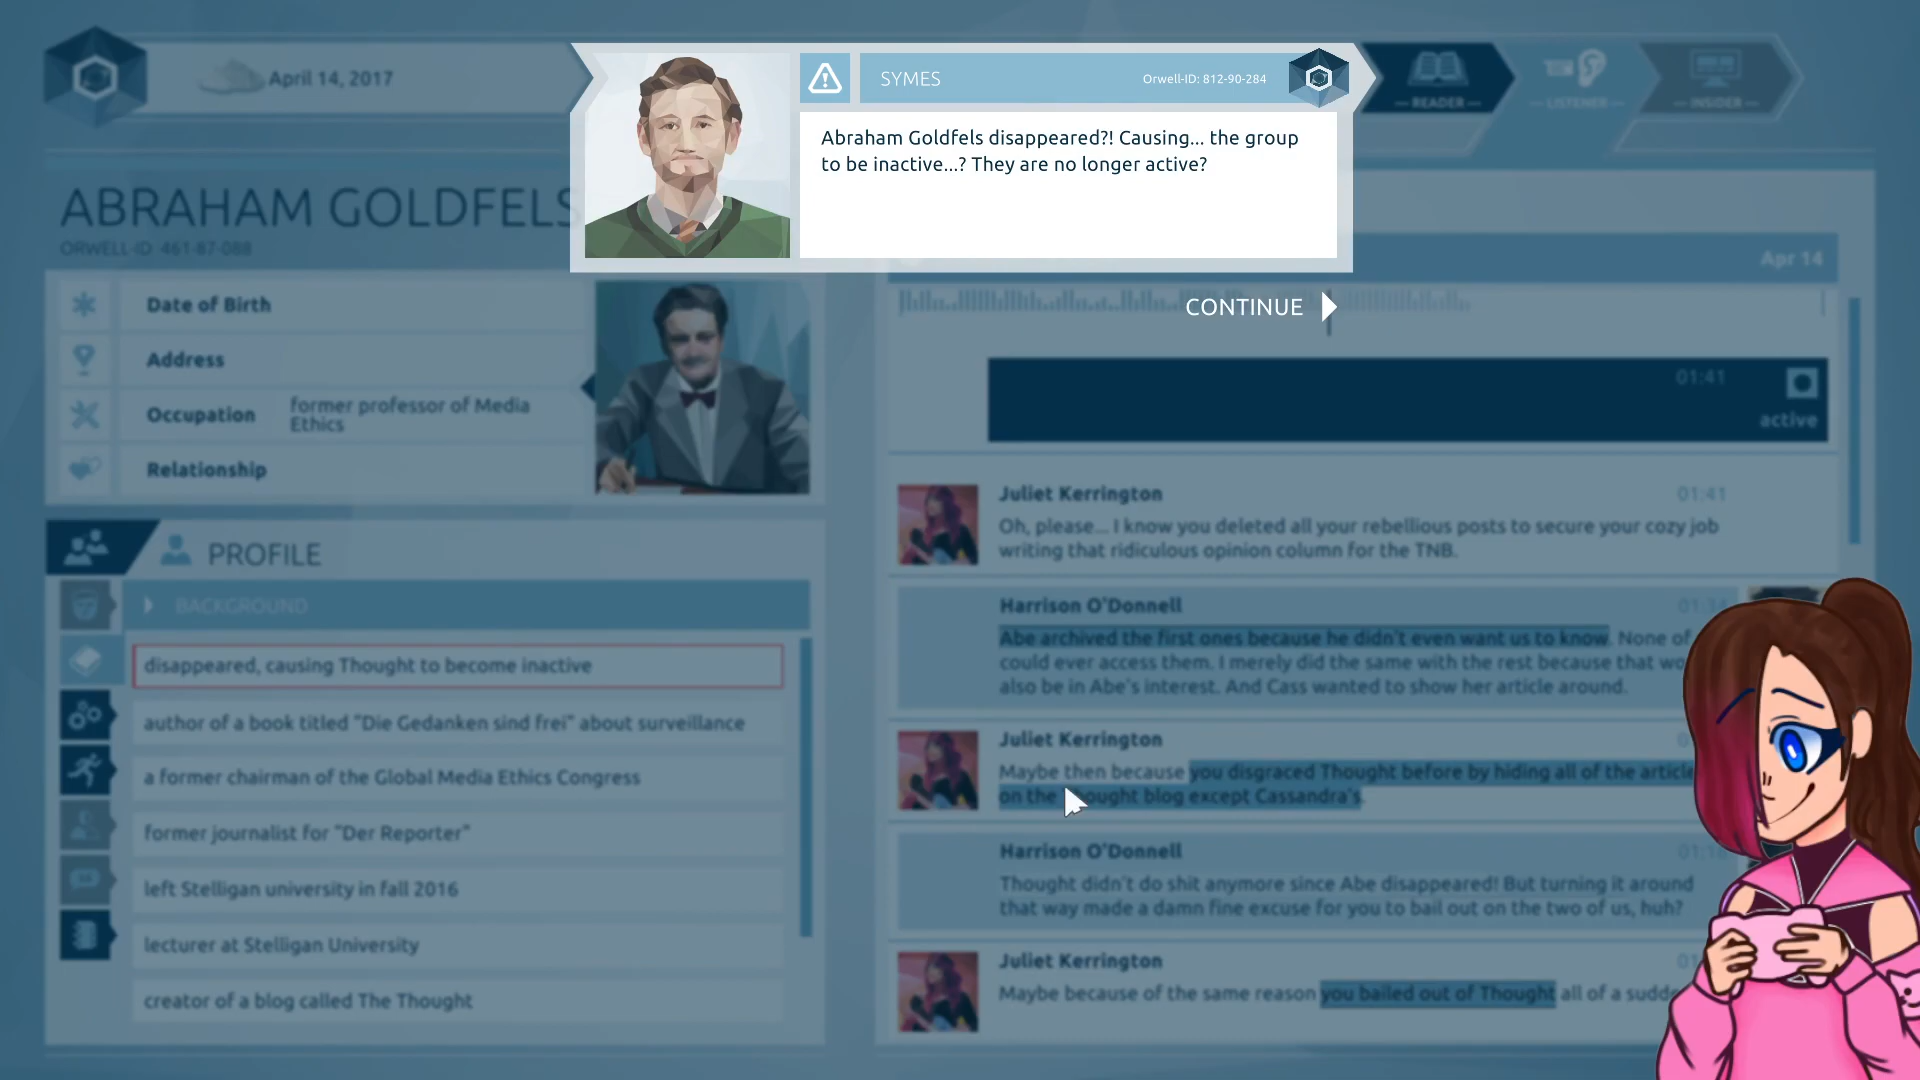 April 14, 2017
SYMES
Orwell-ID: 812-90-284
Abraham Goldfels disappeared?! Causing... the group
to be inactive...? They are no longer active?
CONTINUE
— READER —
— LISTENER —
— INSIDER —
ABRAHAM GOLDFELS
ORWELL-ID 461-87-088
Date of Birth
Address
Occupation
former professor of Media
Ethics
Relationship
PROFILE
BACKGROUND
disappeared, causing Thought to become inactive
author of a book titled "Die Gedanken sind frei" about surveillance
a former chairman of the Global Media Ethics Congress
former journalist for "Der Reporter"
left Stelligan university in fall 2016
lecturer at Stelligan University
creator of a blog called The Thought
Apr 14
01:41
active
Juliet Kerrington
01:41
Oh, please... I know you deleted all your rebellious posts to secure your cozy job
writing that ridiculous opinion column for the TNB.
Harrison O'Donnell
Abe archived the first ones because he didn't even want us to know. None of
could ever access them. I merely did the same with the rest because that
also be in Abe's interest. And Cass wanted to show her article around.
Juliet Kerrington
Maybe then because you disgraced Thought before by hiding all of the article
on the Thought blog except Cassandra's.
Harrison O'Donnell
Thought didn't do shit anymore since Abe disappeared! But turning it around
that way made a damn fine excuse for you to bail out on the two of us, huh?
Juliet Kerrington
Maybe because of the same reason you bailed out of Thought all of a